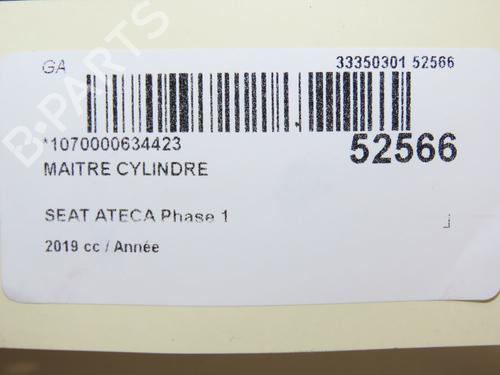 GA 33350301 52566
*1070000634423 52566
MAITRE CYLINDRE
SEAT ATECA Phase 1
2019 cc / Année
B-PARTS